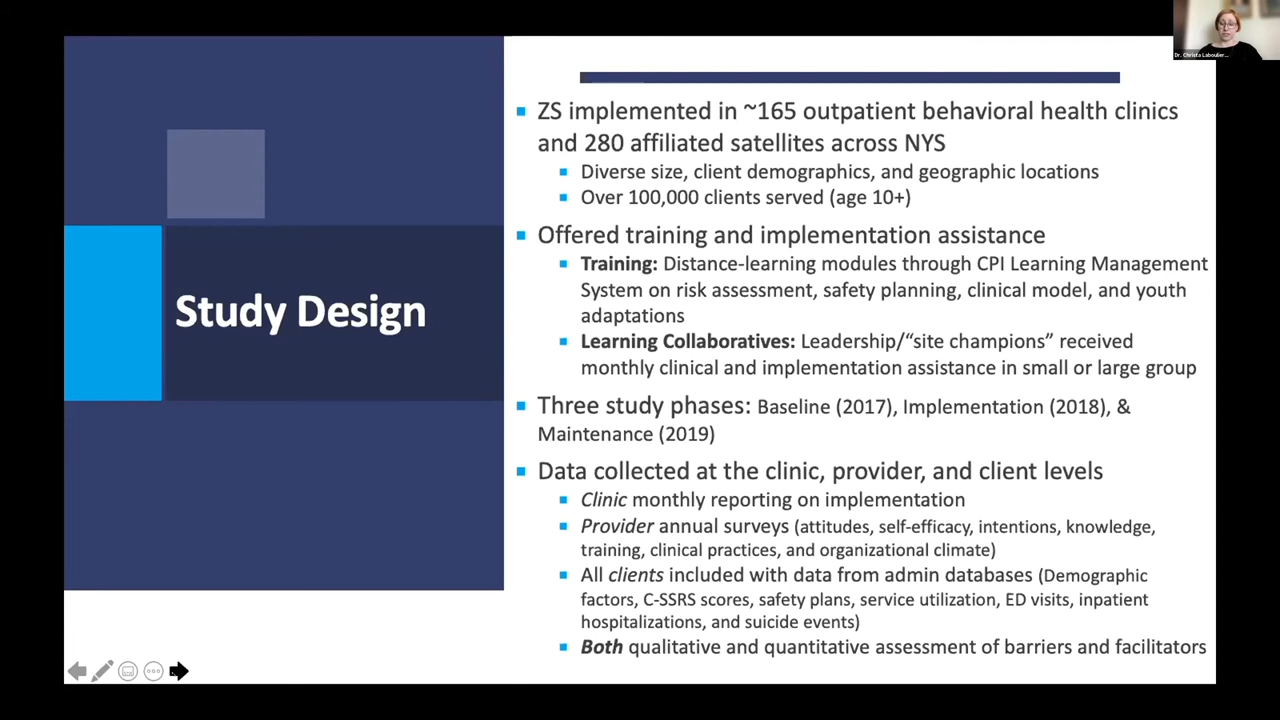 Dr. Christa Labouliere...
Study Design
ZS implemented in ~165 outpatient behavioral health clinics
and 280 affiliated satellites across NYS
Diverse size, client demographics, and geographic locations
Over 100,000 clients served (age 10+)
Offered training and implementation assistance
Training: Distance-learning modules through CPI Learning Management
System on risk assessment, safety planning, clinical model, and youth
adaptations
Learning Collaboratives: Leadership/“site champions” received
monthly clinical and implementation assistance in small or large group
Three study phases: Baseline (2017), Implementation (2018), &
Maintenance (2019)
Data collected at the clinic, provider, and client levels
Clinic monthly reporting on implementation
Provider annual surveys (attitudes, self-efficacy, intentions, knowledge,
training, clinical practices, and organizational climate)
All clients included with data from admin databases (Demographic
factors, C-SSRS scores, safety plans, service utilization, ED visits, inpatient
hospitalizations, and suicide events)
Both qualitative and quantitative assessment of barriers and facilitators